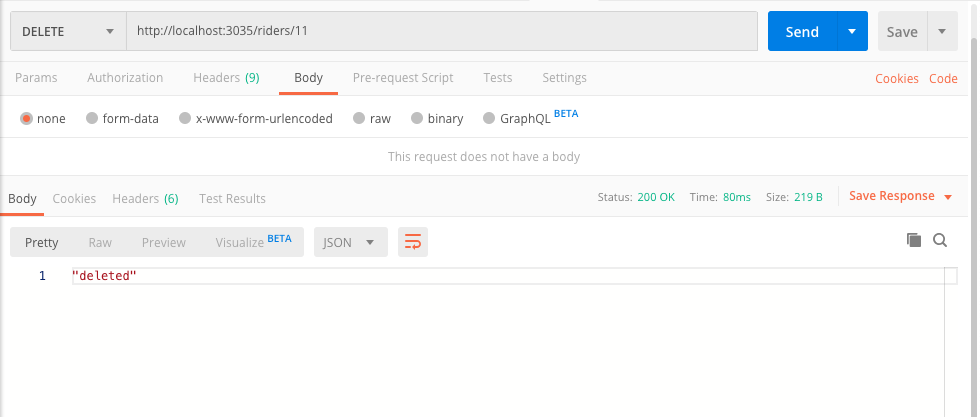 DELETE http://localhost:3035/riders/11 Send Save
Params Authorization Headers (9) Body Pre-request Script Tests Settings Cookies Code
none form-data x-www-form-urlencoded raw binary GraphQL BETA
This request does not have a body
Body Cookies Headers (6) Test Results Status: 200 OK Time: 80ms Size: 219 B Save Response
Pretty Raw Preview Visualize BETA JSON
1 "deleted"